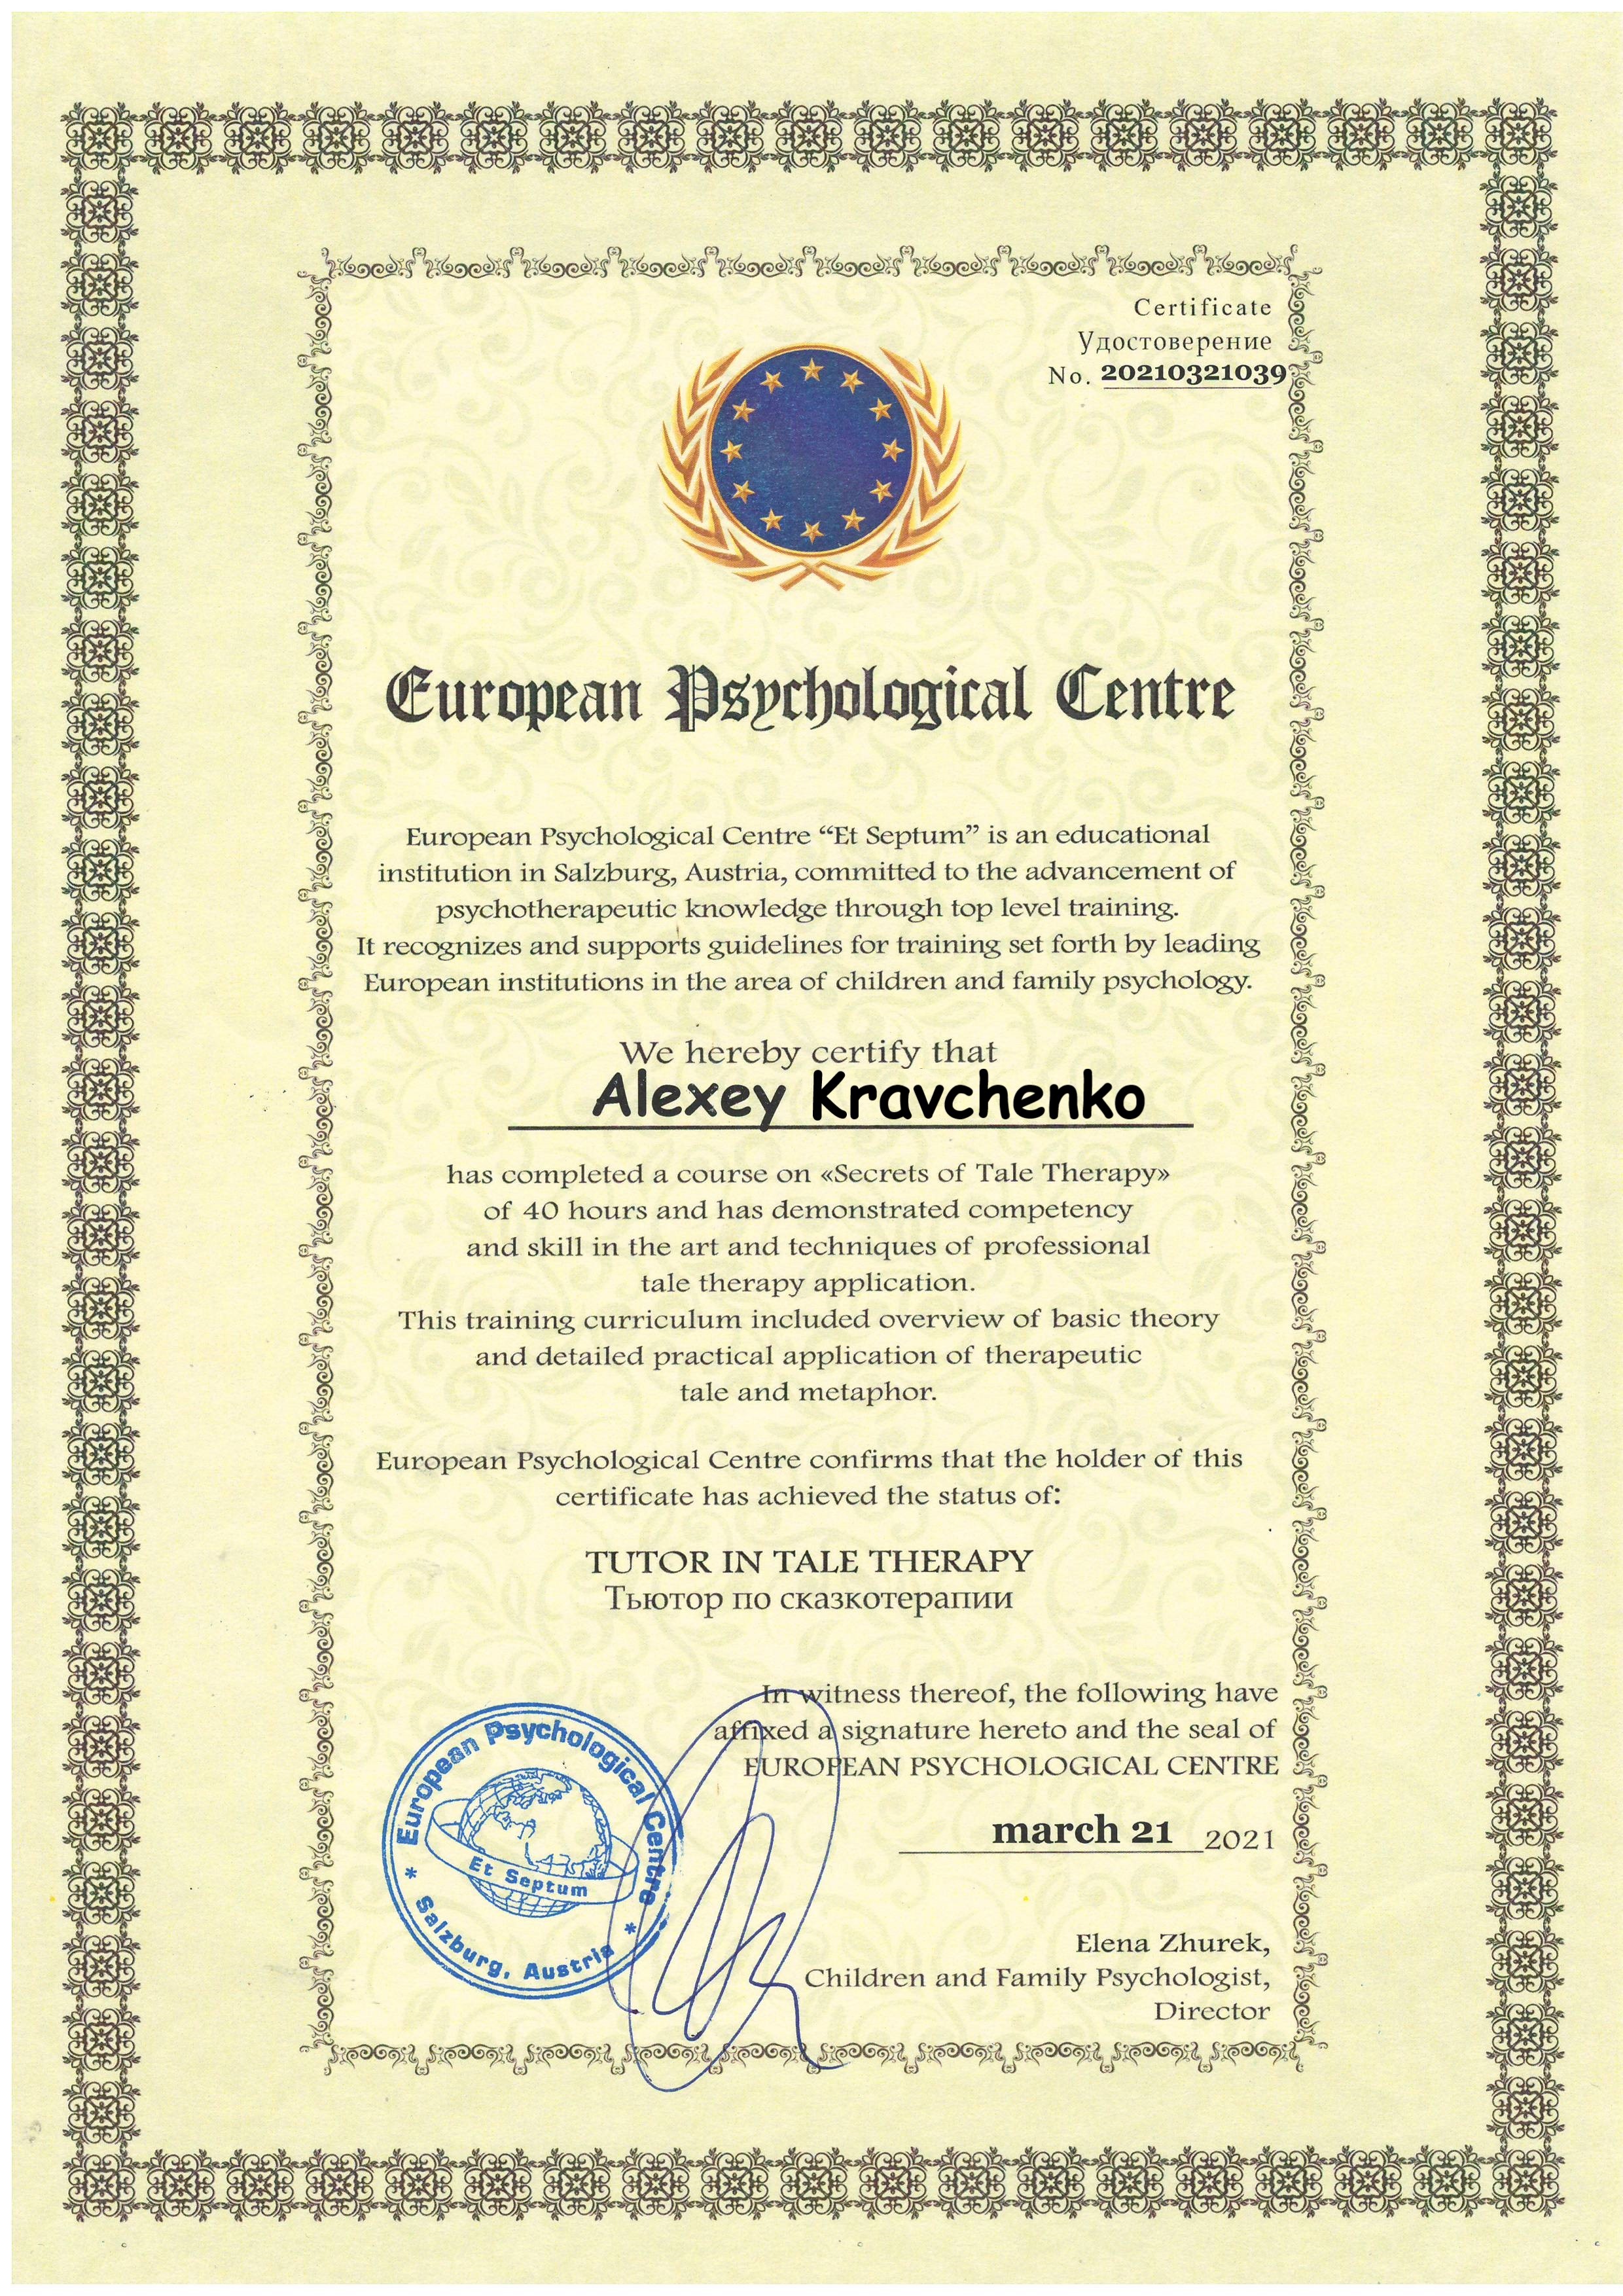 Certificate
Удостоверение
No. 20210321039
European Psychological Centre
European Psychological Centre “Et Septum” is an educational
institution in Salzburg, Austria, committed to the advancement of
psychotherapeutic knowledge through top level training.
It recognizes and supports guidelines for training set forth by leading
European institutions in the area of children and family psychology.
We hereby certify that
Alexey Kravchenko
has completed a course on «Secrets of Tale Therapy»
of 40 hours and has demonstrated competency
and skill in the art and techniques of professional
tale therapy application.
This training curriculum included overview of basic theory
and detailed practical application of therapeutic
tale and metaphor.
European Psychological Centre confirms that the holder of this
certificate has achieved the status of:
TUTOR IN TALE THERAPY
Тьютор по сказкотерапии
In witness thereof, the following have
affixed a signature hereto and the seal of
EUROPEAN PSYCHOLOGICAL CENTRE
march 21 2021
Elena Zhurek,
Children and Family Psychologist,
Director
European Psychological Centre
Et Septum
* Salzburg, Austria *